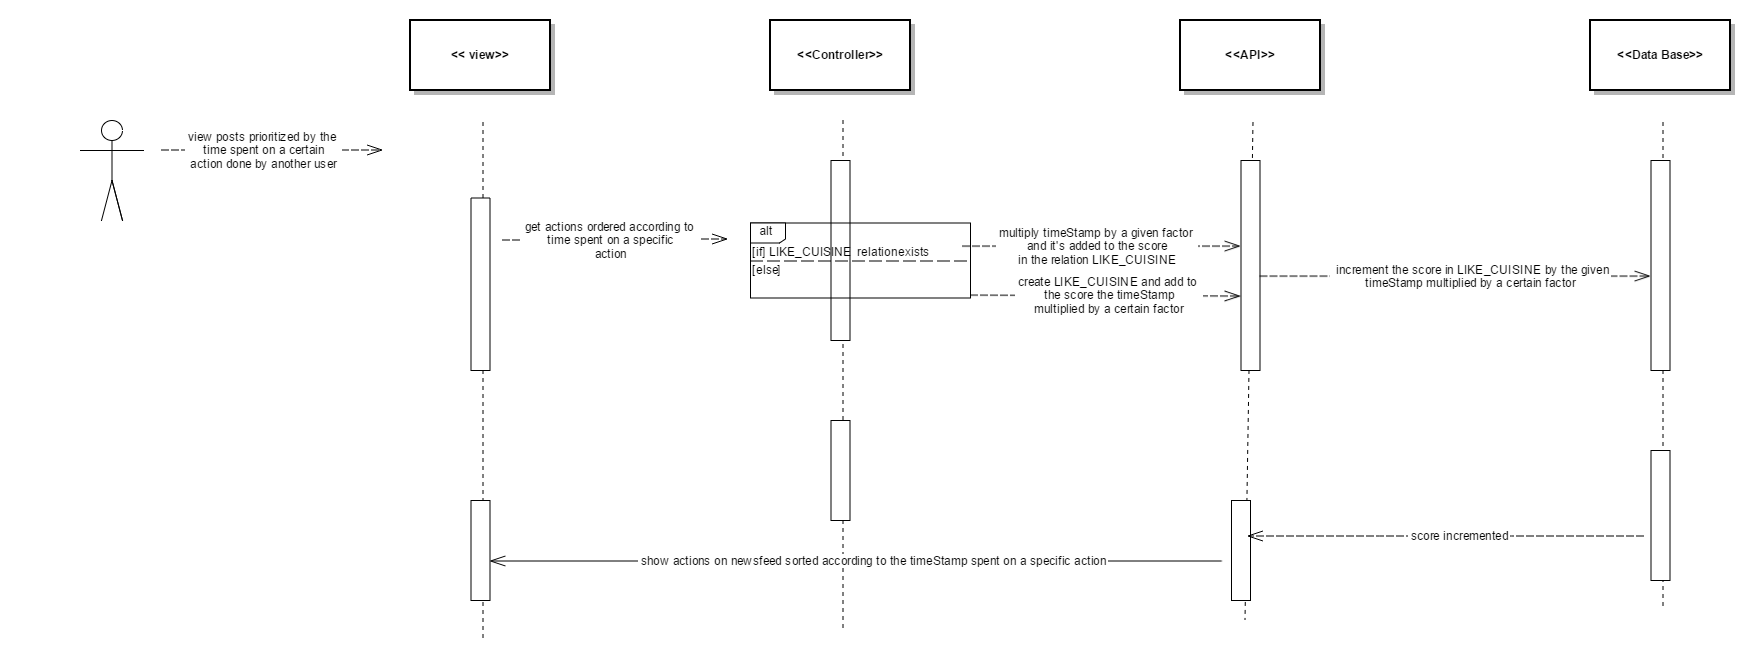 << view>>
<<Controller>>
<<API>>
<<Data Base>>
view posts prioritized by the
time spent on a certain
action done by another user
get actions ordered according to
time spent on a specific
action
alt
[if] LIKE_CUISINE relationexists
[else]
multiply timeStamp by a given factor
and it's added to the score
in the relation LIKE_CUISINE
create LIKE_CUISINE and add to
the score the timeStamp
multiplied by a certain factor
increment the score in LIKE_CUISINE by the given
timeStamp multiplied by a certain factor
score incremented
show actions on newsfeed sorted according to the timeStamp spent on a specific action